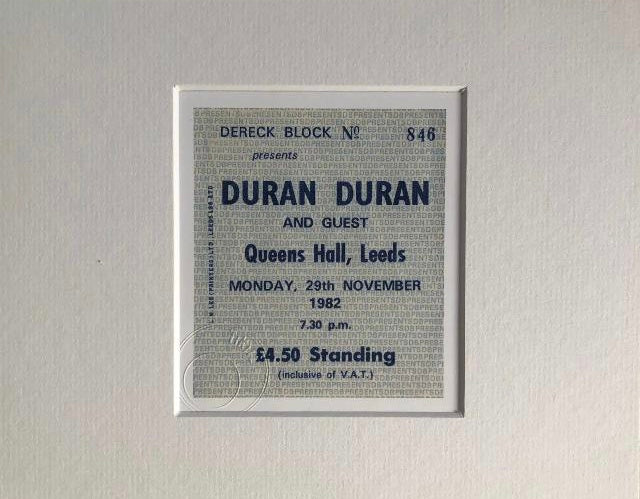 DERECK BLOCK Nº 846
presents
DURAN DURAN
AND GUEST
Queens Hall, Leeds
MONDAY, 29th NOVEMBER
1982
7.30 p.m.
£4.50 Standing
(inclusive of V.A.T.)